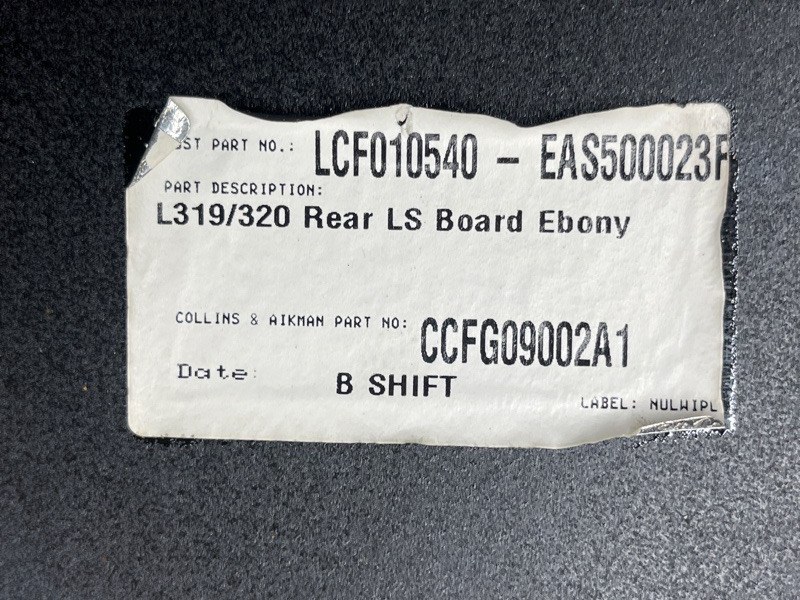 ST PART NO.: LCF010540 - EAS500023F
PART DESCRIPTION:
L319/320 Rear LS Board Ebony
COLLINS & AIKMAN PART NO: CCFG09002A1
Date:
B SHIFT
LABEL: NULWIPL